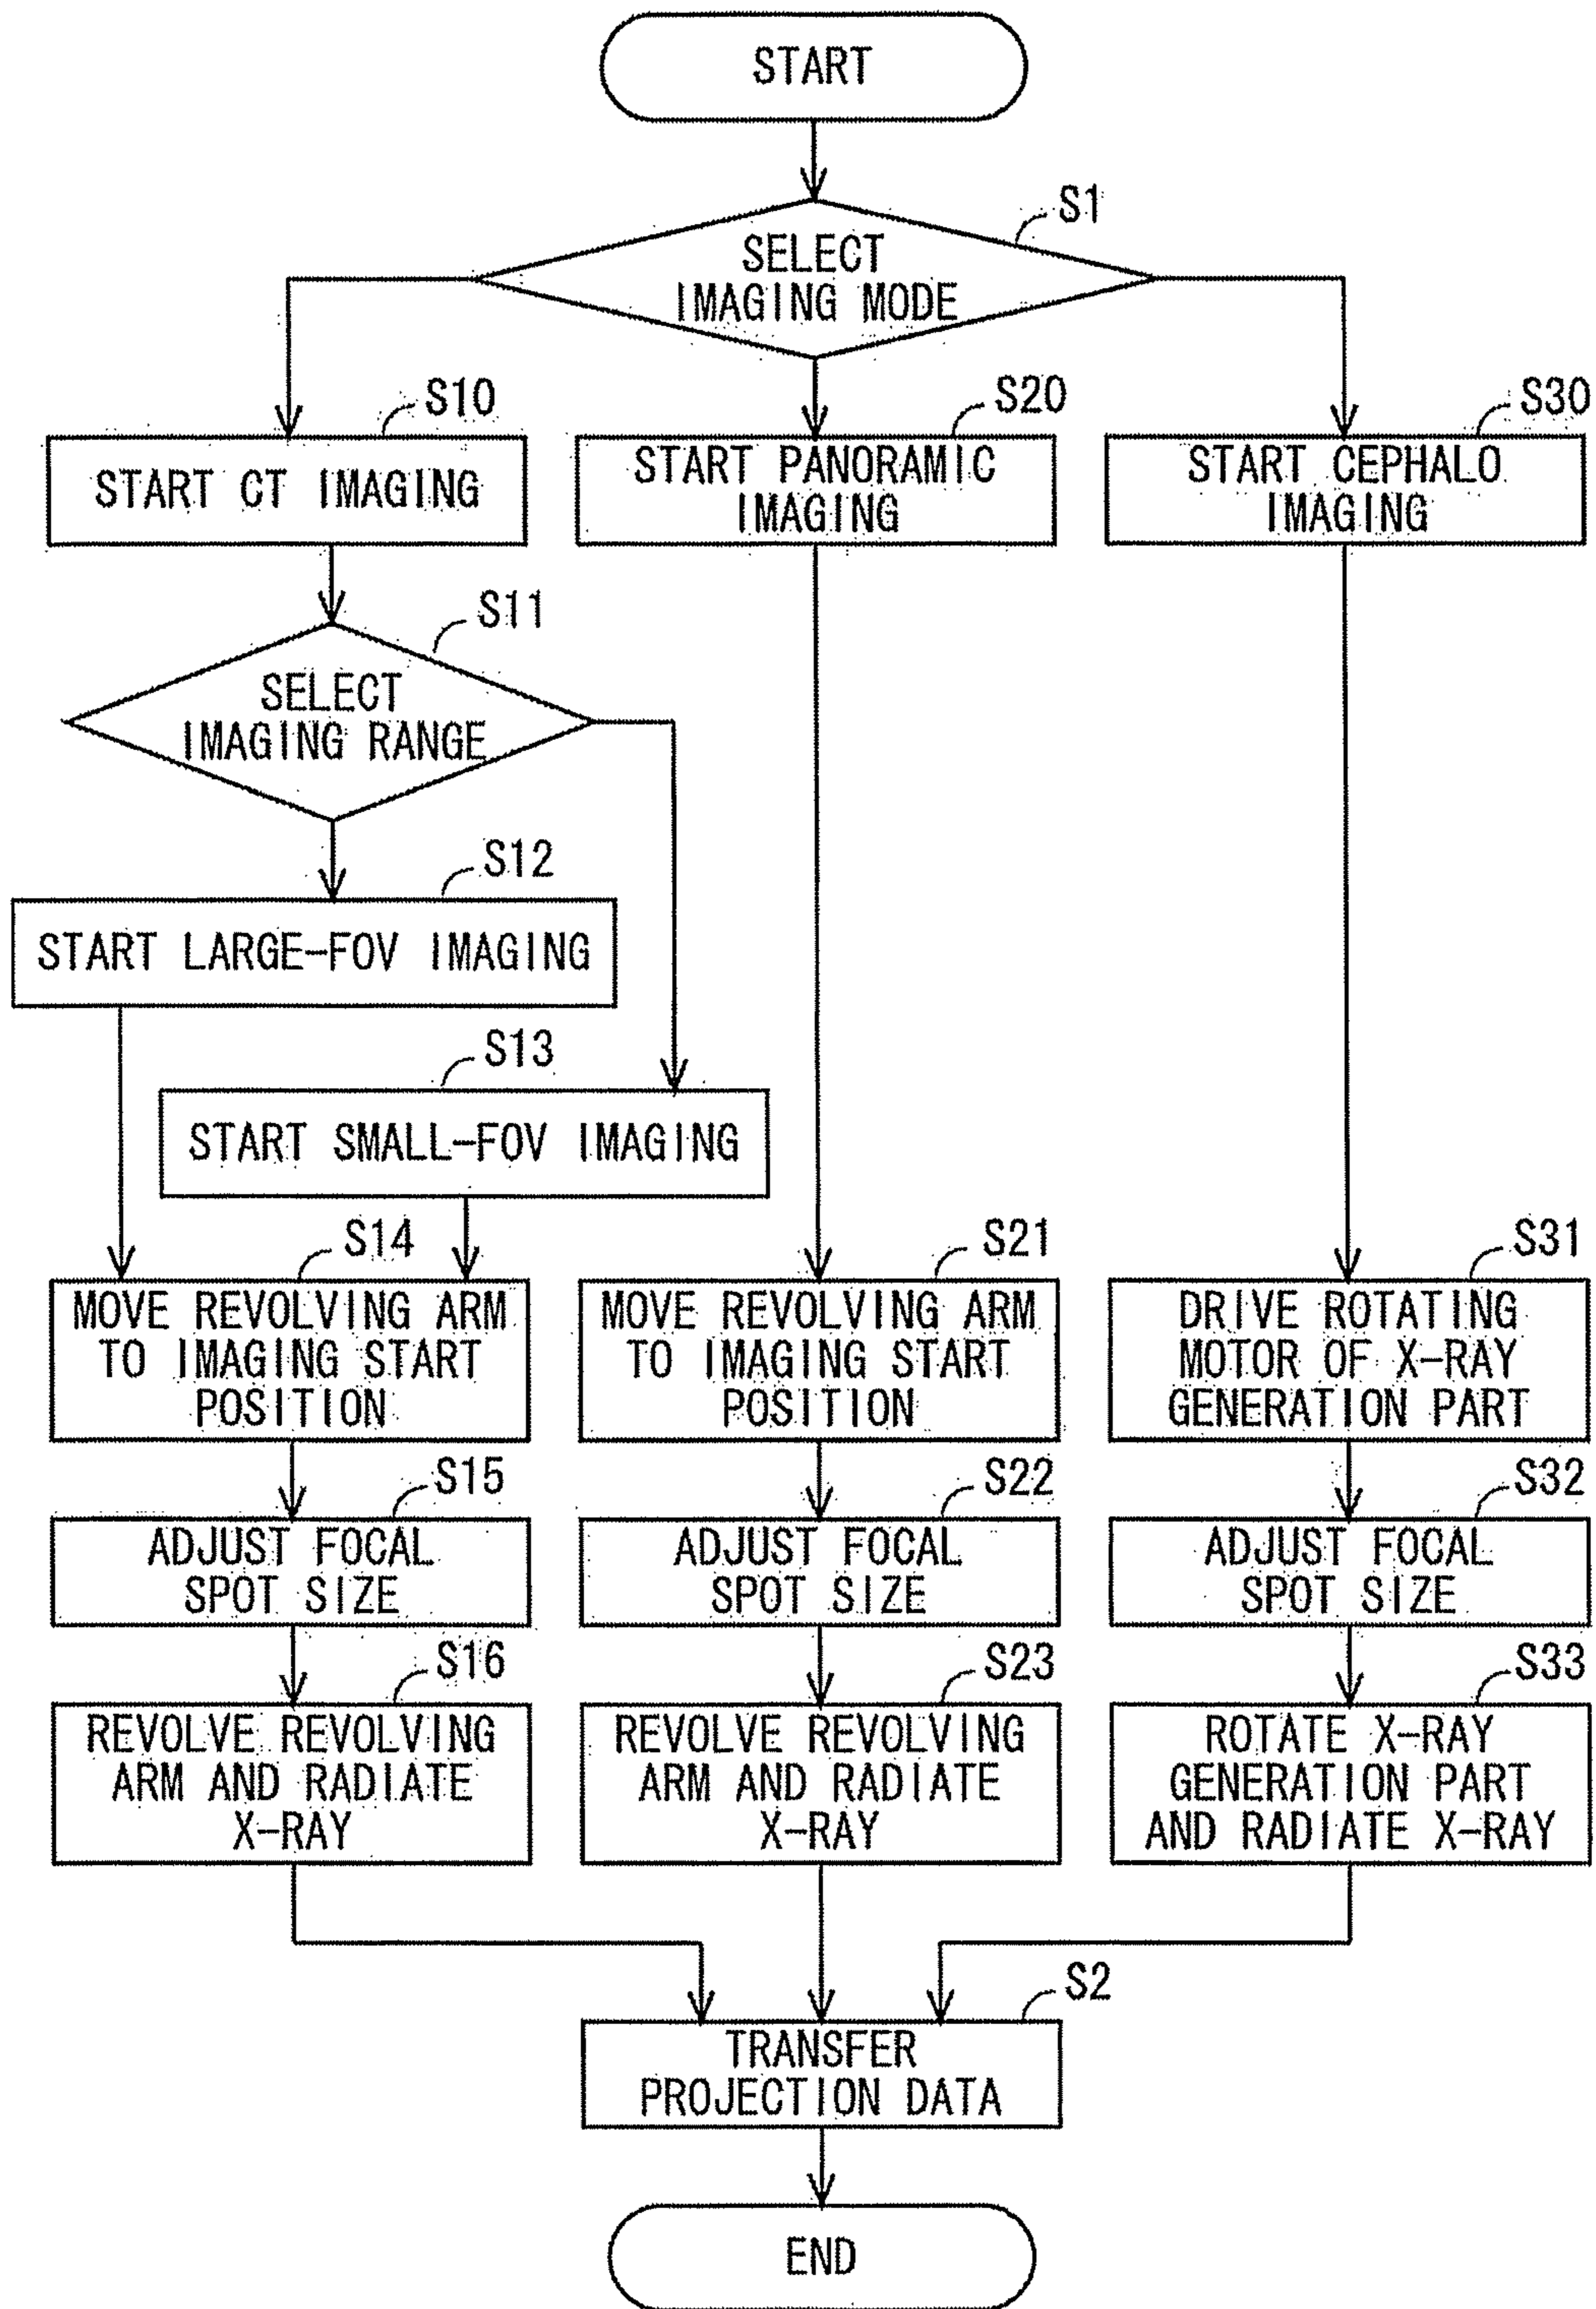 START
S1
SELECT
IMAGING MODE
S10
START CT IMAGING
S20
START PANORAMIC
IMAGING
S30
START CEPHALO
IMAGING
S11
SELECT
IMAGING RANGE
S12
START LARGE-FOV IMAGING
S13
START SMALL-FOV IMAGING
S14
MOVE REVOLVING ARM
TO IMAGING START
POSITION
S21
MOVE REVOLVING ARM
TO IMAGING START
POSITION
S31
DRIVE ROTATING
MOTOR OF X-RAY
GENERATION PART
S15
ADJUST FOCAL
SPOT SIZE
S22
ADJUST FOCAL
SPOT SIZE
S32
ADJUST FOCAL
SPOT SIZE
S16
REVOLVE REVOLVING
ARM AND RADIATE
X-RAY
S23
REVOLVE REVOLVING
ARM AND RADIATE
X-RAY
S33
ROTATE X-RAY
GENERATION PART
AND RADIATE X-RAY
S2
TRANSFER
PROJECTION DATA
END